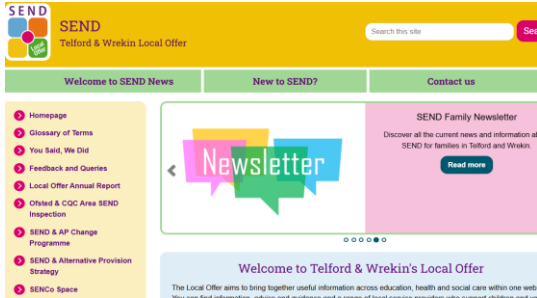 SEND
Local
Offer
SEND
Telford & Wrekin Local Offer
Search this site
Welcome to SEND News
New to SEND?
Contact us
Homepage
Glossary of Terms
You Said, We Did
Feedback and Queries
Local Offer Annual Report
Ofsted & CQC Area SEND
Inspection
SEND & AP Change
Programme
SEND & Alternative Provision
Strategy
SENCo Space
Newsletter
SEND Family Newsletter
Discover all the current news and information
SEND for families in Telford and Wrekin.
Read more
Welcome to Telford & Wrekin's Local Offer
The Local Offer aims to bring together useful information across education, health and social care within one